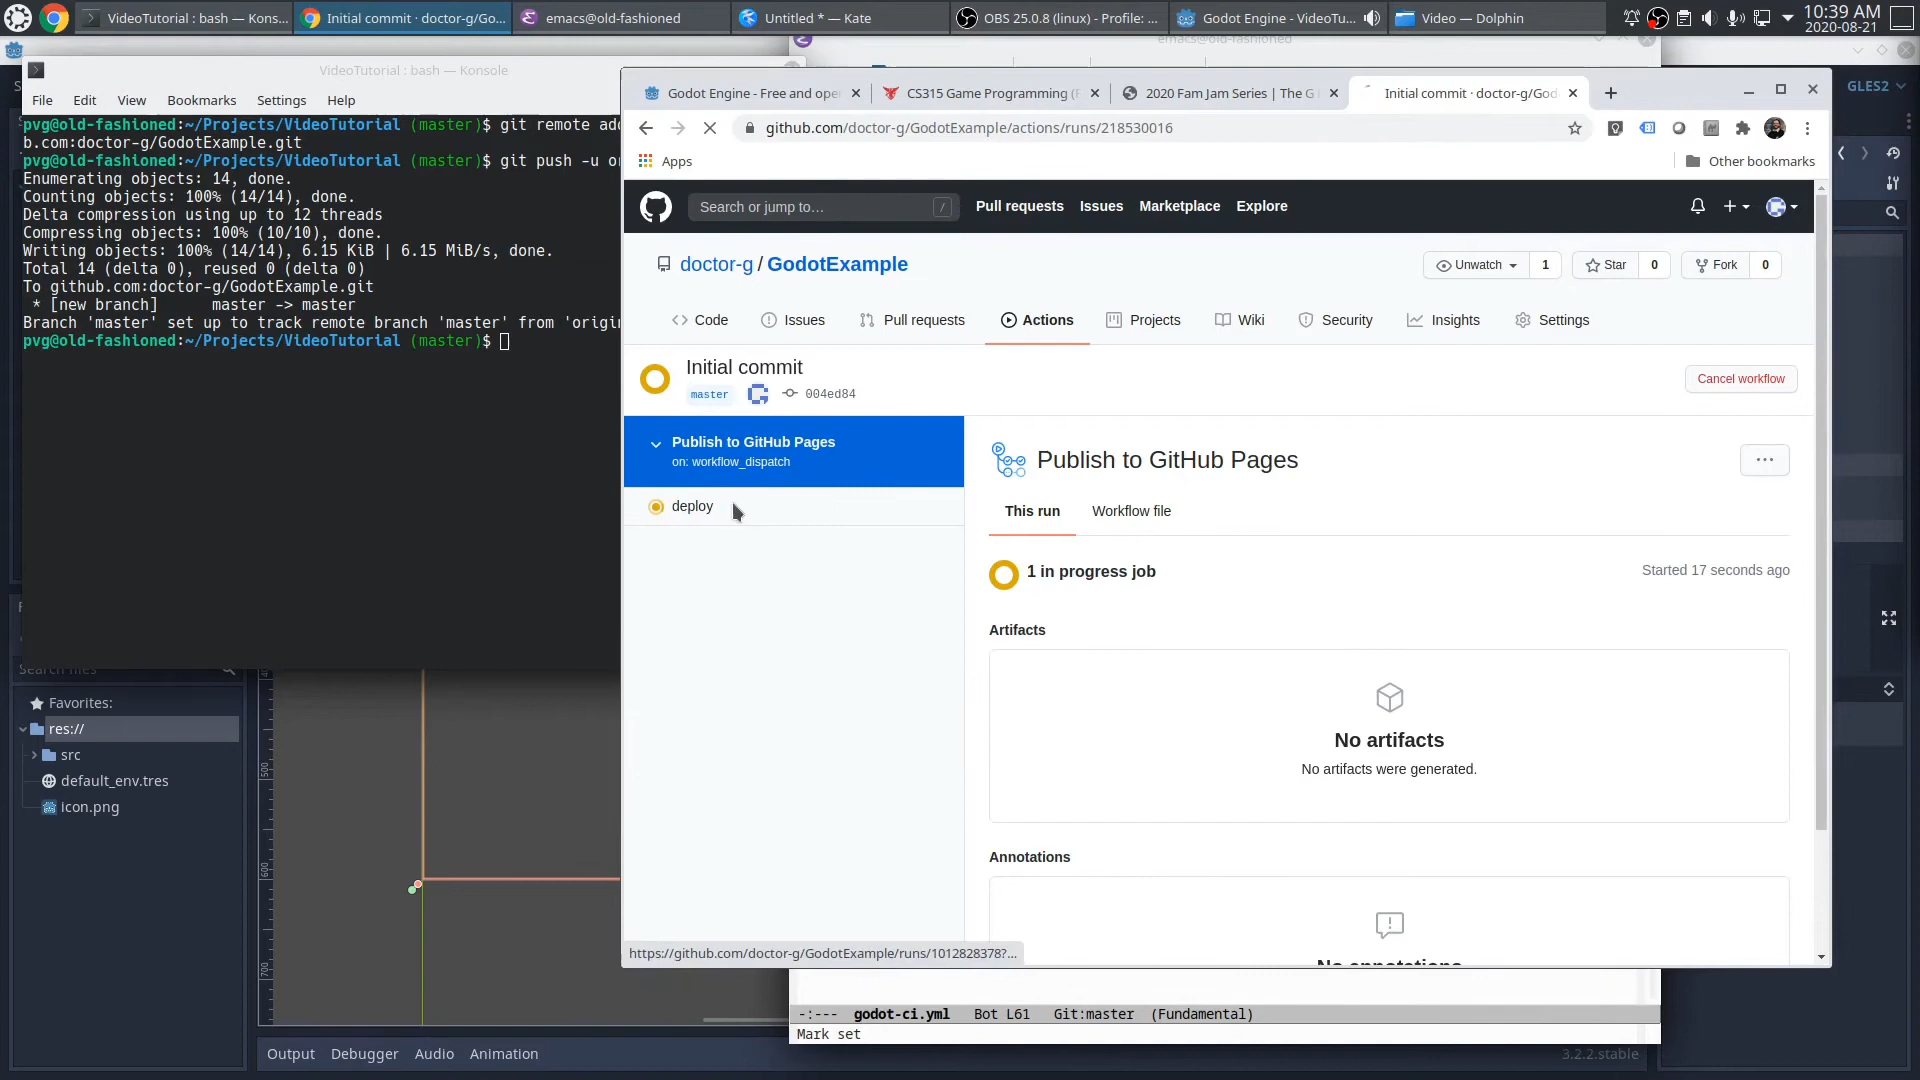 VideoTutorial : bash — Kons...
Initial commit · doctor-g/Go...
emacs@old-fashioned
Untitled * — Kate
OBS 25.0.8 (linux) - Profile: ...
Godot Engine - VideoTu...
Video — Dolphin
10:39 AM
2020-08-21
emacs@old-fashioned
VideoTutorial : bash — Konsole
GLES2
File Edit View Bookmarks Settings Help
pvg@old-fashioned:~/Projects/VideoTutorial (master)$ git remote add
b.com:doctor-g/GodotExample.git
pvg@old-fashioned:~/Projects/VideoTutorial (master)$ git push -u or
Enumerating objects: 14, done.
Counting objects: 100% (14/14), done.
Delta compression using up to 12 threads
Compressing objects: 100% (10/10), done.
Writing objects: 100% (14/14), 6.15 KiB | 6.15 MiB/s, done.
Total 14 (delta 0), reused 0 (delta 0)
To github.com:doctor-g/GodotExample.git
* [new branch] master -> master
Branch 'master' set up to track remote branch 'master' from 'origin
pvg@old-fashioned:~/Projects/VideoTutorial (master)$
Godot Engine - Free and open
CS315 Game Programming (F
2020 Fam Jam Series | The G
Initial commit · doctor-g/God
github.com/doctor-g/GodotExample/actions/runs/218530016
Apps
Other bookmarks
Search or jump to…
/
Pull requests Issues Marketplace Explore
doctor-g / GodotExample
Unwatch 1
Star 0
Fork 0
Code Issues Pull requests Actions Projects Wiki Security Insights Settings
Initial commit
master 004ed84
Cancel workflow
Publish to GitHub Pages
on: workflow_dispatch
deploy
Publish to GitHub Pages
This run Workflow file
1 in progress job
Started 17 seconds ago
Artifacts
No artifacts
No artifacts were generated.
Annotations
No annotations
https://github.com/doctor-g/GodotExample/runs/1012828378?...
Search files
Favorites:
res://
src
default_env.tres
icon.png
500
600
700
-:--- godot-ci.yml Bot L61 Git:master (Fundamental)
Mark set
Output Debugger Audio Animation
3.2.2.stable